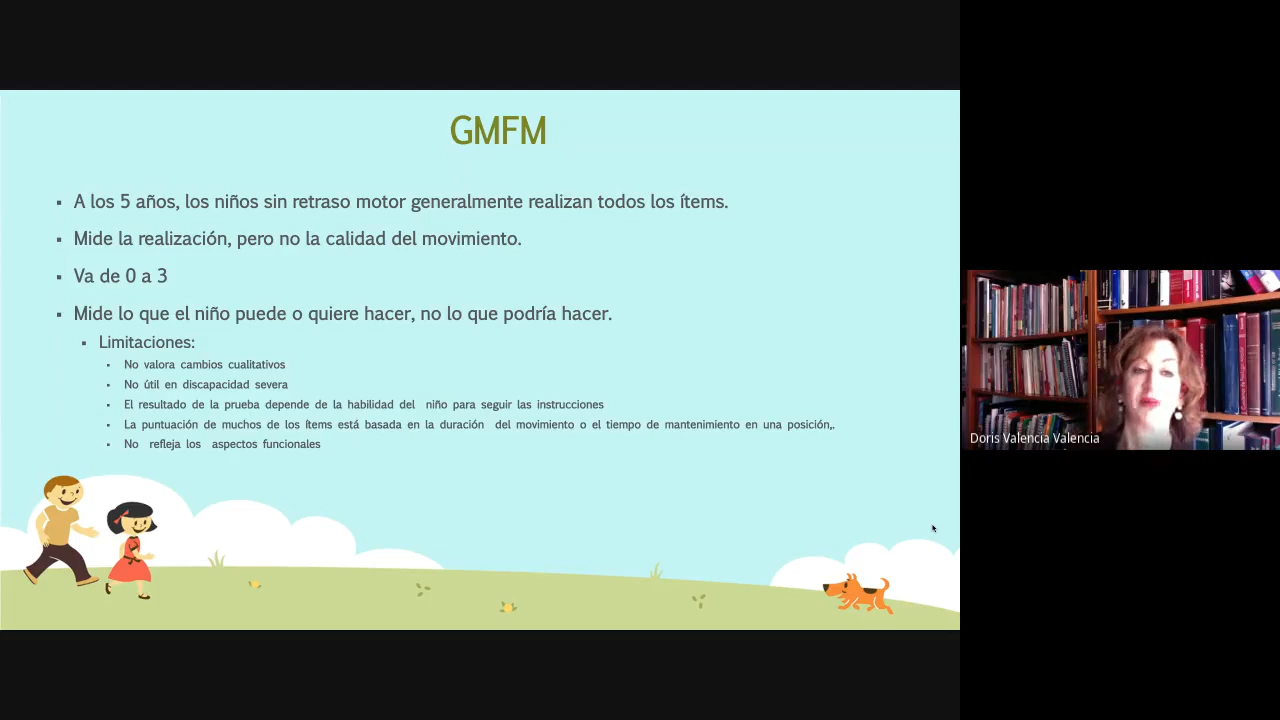 GMFM
A los 5 años, los niños sin retraso motor generalmente realizan todos los ítems.
Mide la realización, pero no la calidad del movimiento.
Va de 0 a 3
Mide lo que el niño puede o quiere hacer, no lo que podría hacer.
Limitaciones:
No valora cambios cualitativos
No útil en discapacidad severa
El resultado de la prueba depende de la habilidad del niño para seguir las instrucciones
La puntuación de muchos de los ítems está basada en la duración del movimiento o el tiempo de mantenimiento en una posición,.
No refleja los aspectos funcionales
Doris Valencia Valencia